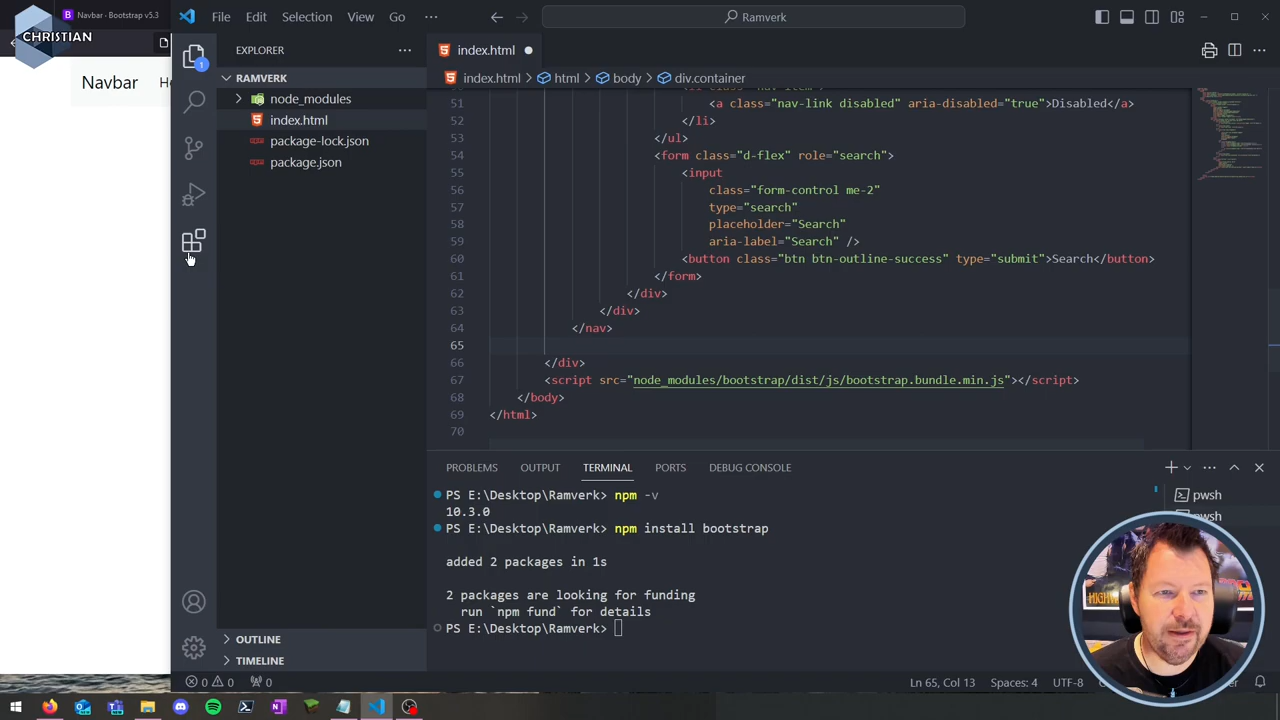 CHRISTIAN
Navbar - Bootstrap v5.3
File Edit Selection View Go ···
Ramverk
Navbar
EXPLORER ···
RAMVERK
node_modules
index.html
package-lock.json
package.json
OUTLINE
TIMELINE
1
index.html
index.html > html > body > div.container
51 <a class="nav-link disabled" aria-disabled="true">Disabled</a>
52 </li>
53 </ul>
54 <form class="d-flex" role="search">
55 <input
56 class="form-control me-2"
57 type="search"
58 placeholder="Search"
59 aria-label="Search" />
60 <button class="btn btn-outline-success" type="submit">Search</button>
61 </form>
62 </div>
63 </div>
64 </nav>
65
66 </div>
67 <script src="node_modules/bootstrap/dist/js/bootstrap.bundle.min.js"></script>
68 </body>
69 </html>
70
PROBLEMS OUTPUT TERMINAL PORTS DEBUG CONSOLE
PS E:\Desktop\Ramverk> npm -v
10.3.0
PS E:\Desktop\Ramverk> npm install bootstrap
added 2 packages in 1s
2 packages are looking for funding
run `npm fund` for details
PS E:\Desktop\Ramverk>
pwsh
pwsh
0 0 0
Ln 65, Col 13 Spaces: 4 UTF-8